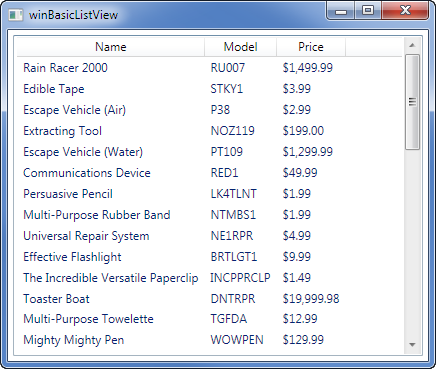 winBasicListView
Name Model Price
Rain Racer 2000 RU007 $1,499.99
Edible Tape STKY1 $3.99
Escape Vehicle (Air) P38 $2.99
Extracting Tool NOZ119 $199.00
Escape Vehicle (Water) PT109 $1,299.99
Communications Device RED1 $49.99
Persuasive Pencil LK4TLNT $1.99
Multi-Purpose Rubber Band NTMBS1 $1.99
Universal Repair System NE1RPR $4.99
Effective Flashlight BRTLGT1 $9.99
The Incredible Versatile Paperclip INCPPRCLP $1.49
Toaster Boat DNTRPR $19,999.98
Multi-Purpose Towelette TGFDA $12.99
Mighty Mighty Pen WOWPEN $129.99